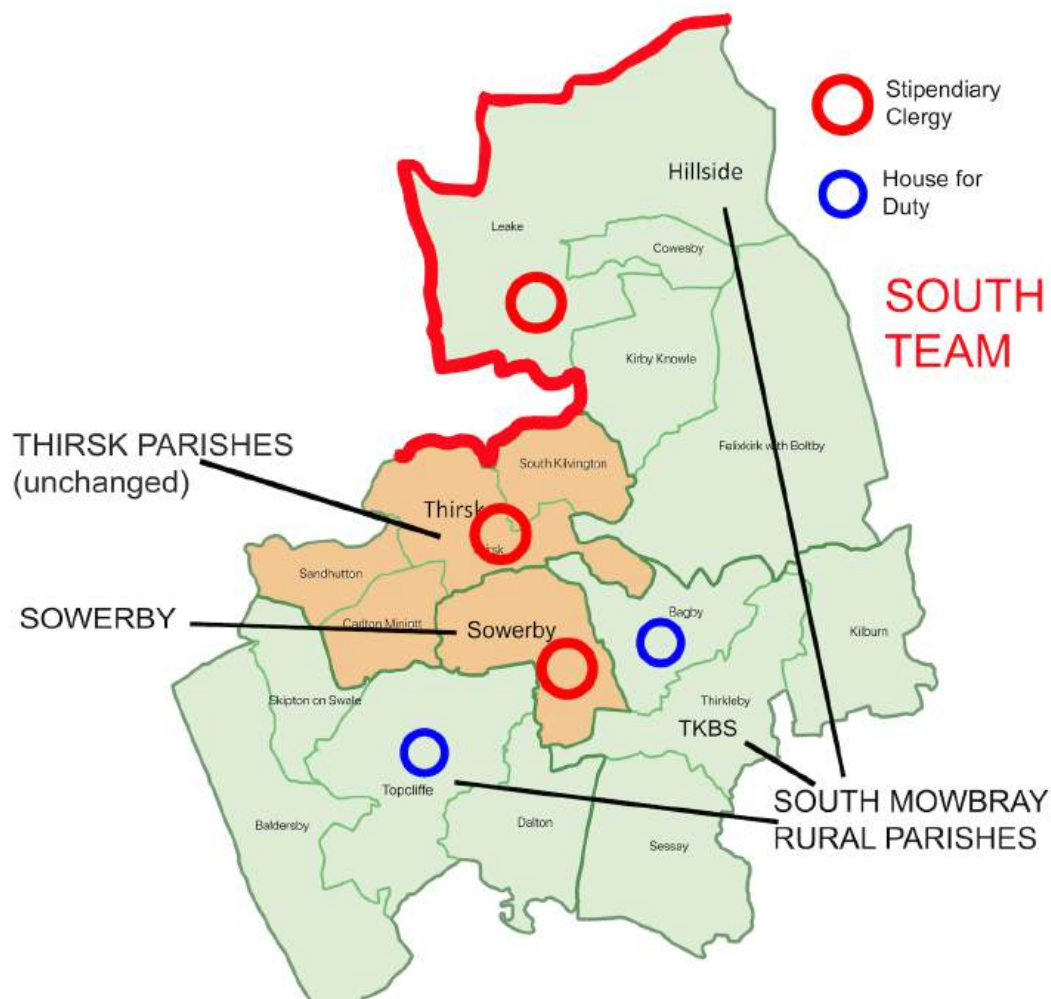 Stipendiary
Clergy
House for
Duty
SOUTH
TEAM
Hillside
Leake
Cowesby
Kirby Knowle
Felixkirk with Boltby
THIRSK PARISHES
(unchanged)
South Kilvington
Thirsk
Sandhutton
Carlton Miniott
SOWERBY
Sowerby
Bagby
Kilburn
Skipton on Swale
Thirkleby
TKBS
Topcliffe
SOUTH MOWBRAY
RURAL PARISHES
Baldersby
Dalton
Sessay